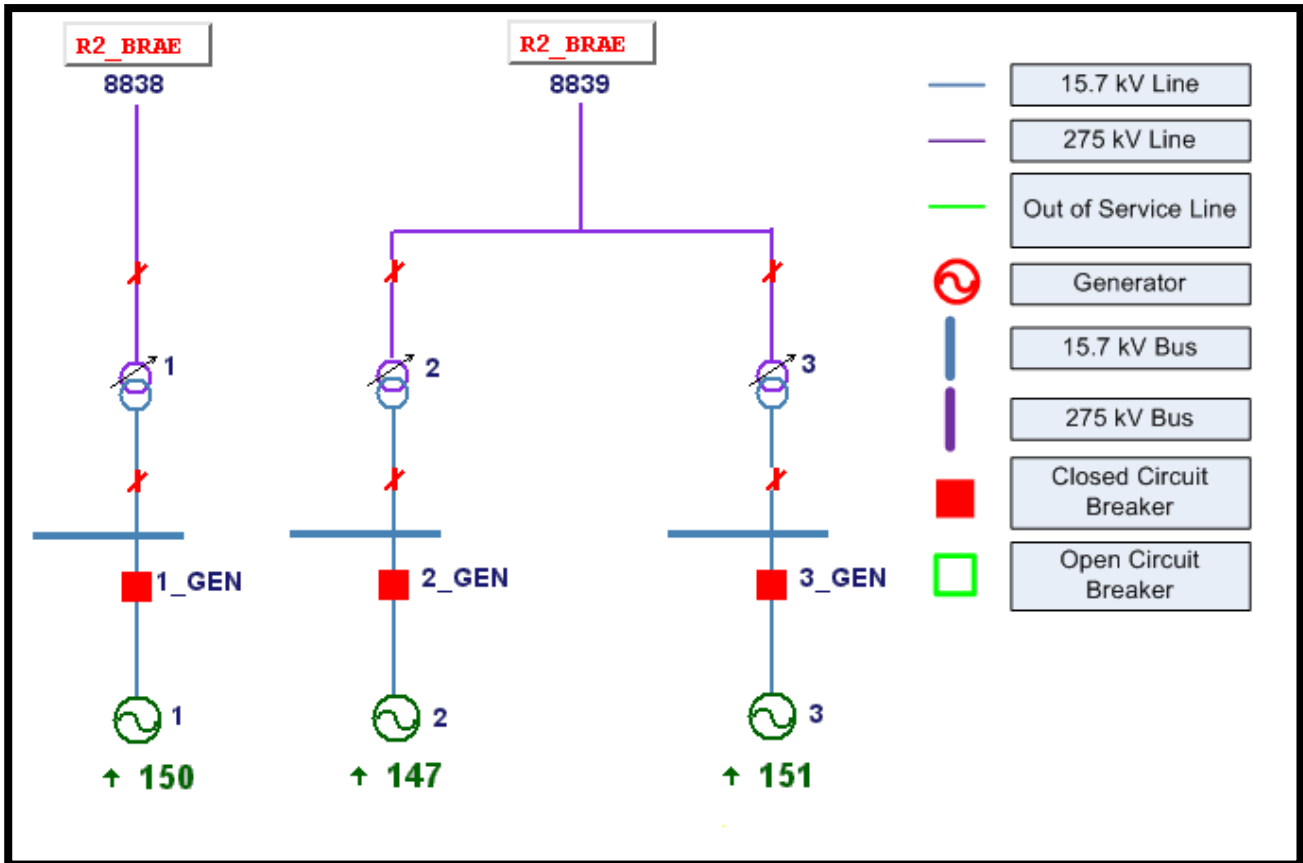 R2_BRAE
8838
R2_BRAE
8839
1
2
3
1_GEN
2_GEN
3_GEN
1
2
3
↑ 150
↑ 147
↑ 151
15.7 kV Line
275 kV Line
Out of Service Line
Generator
15.7 kV Bus
275 kV Bus
Closed Circuit
Breaker
Open Circuit
Breaker